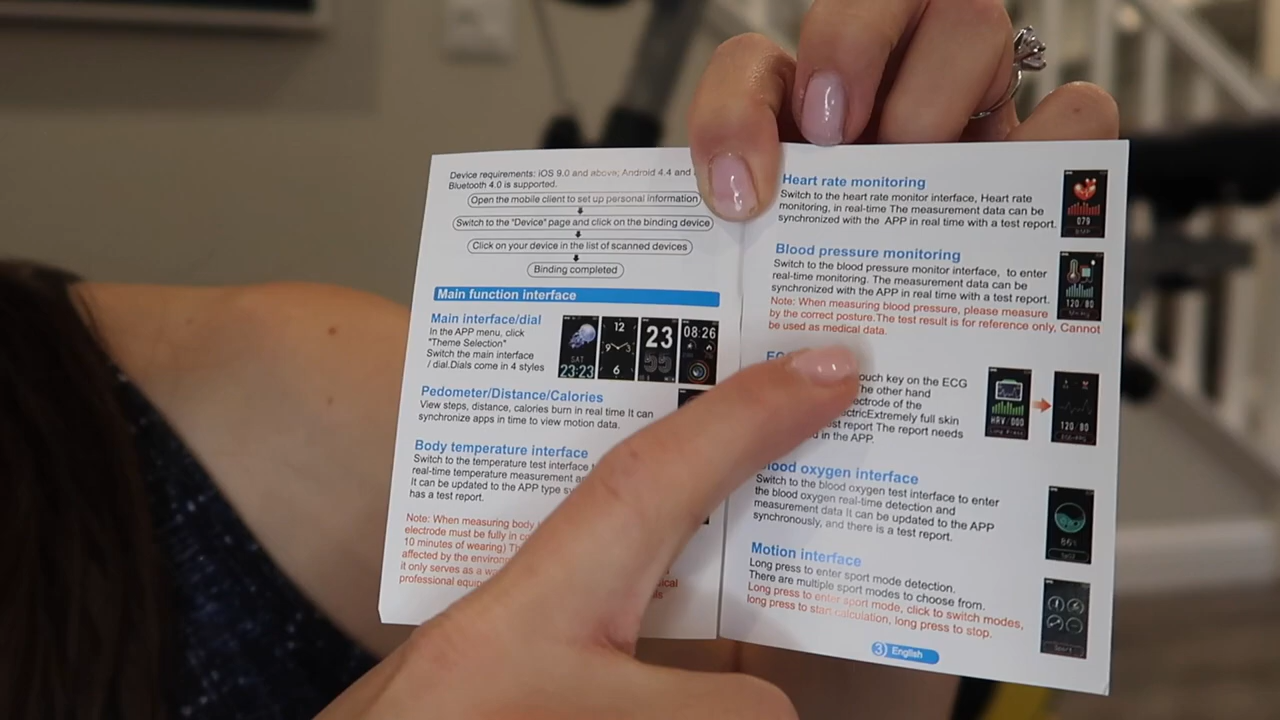 Device requirements: iOS 9.0 and above; Android 4.4 and
Bluetooth 4.0 is supported.
Open the mobile client to set up personal information
Switch to the "Device" page and click on the binding device
Click on your device in the list of scanned devices
Binding completed
Main function interface
Main interface/dial
In the APP menu, click
"Theme Selection"
Switch the main interface
/ dial.Dials come in 4 styles
SAT
23:23
12
9
3
6
23
55
08:26
Pedometer/Distance/Calories
View steps, distance, calories burn in real time It can
synchronize apps in time to view motion data.
Body temperature interface
Switch to the temperature test interface
real-time temperature measurement
It can be updated to the APP type
has a test report.
Note: When measuring body
electrode must be fully in
10 minutes of wearing)
affected by the
it only serves as a
professional
Heart rate monitoring
Switch to the heart rate monitor interface, Heart rate
monitoring, in real-time The measurement data can be
synchronized with the APP in real time with a test report.
079
Blood pressure monitoring
Switch to the blood pressure monitor interface, to enter
real-time monitoring. The measurement data can be
synchronized with the APP in real time with a test report.
Note: When measuring blood pressure, please measure
by the correct posture.The test result is for reference only, Cannot
be used as medical data.
120/80
key on the ECG
other hand
of the
full skin
report The report needs
in the APP.
HRV/000
Long Press
120/80
oxygen interface
Switch to the blood oxygen test interface to enter
the blood oxygen real-time detection and
measurement data It can be updated to the APP
synchronously, and there is a test report.
86%
Motion interface
Long press to enter sport mode detection.
There are multiple sport modes to choose from.
Long press to enter sport mode, click to switch modes,
long press to start calculation, long press to stop.
Sport
3 English